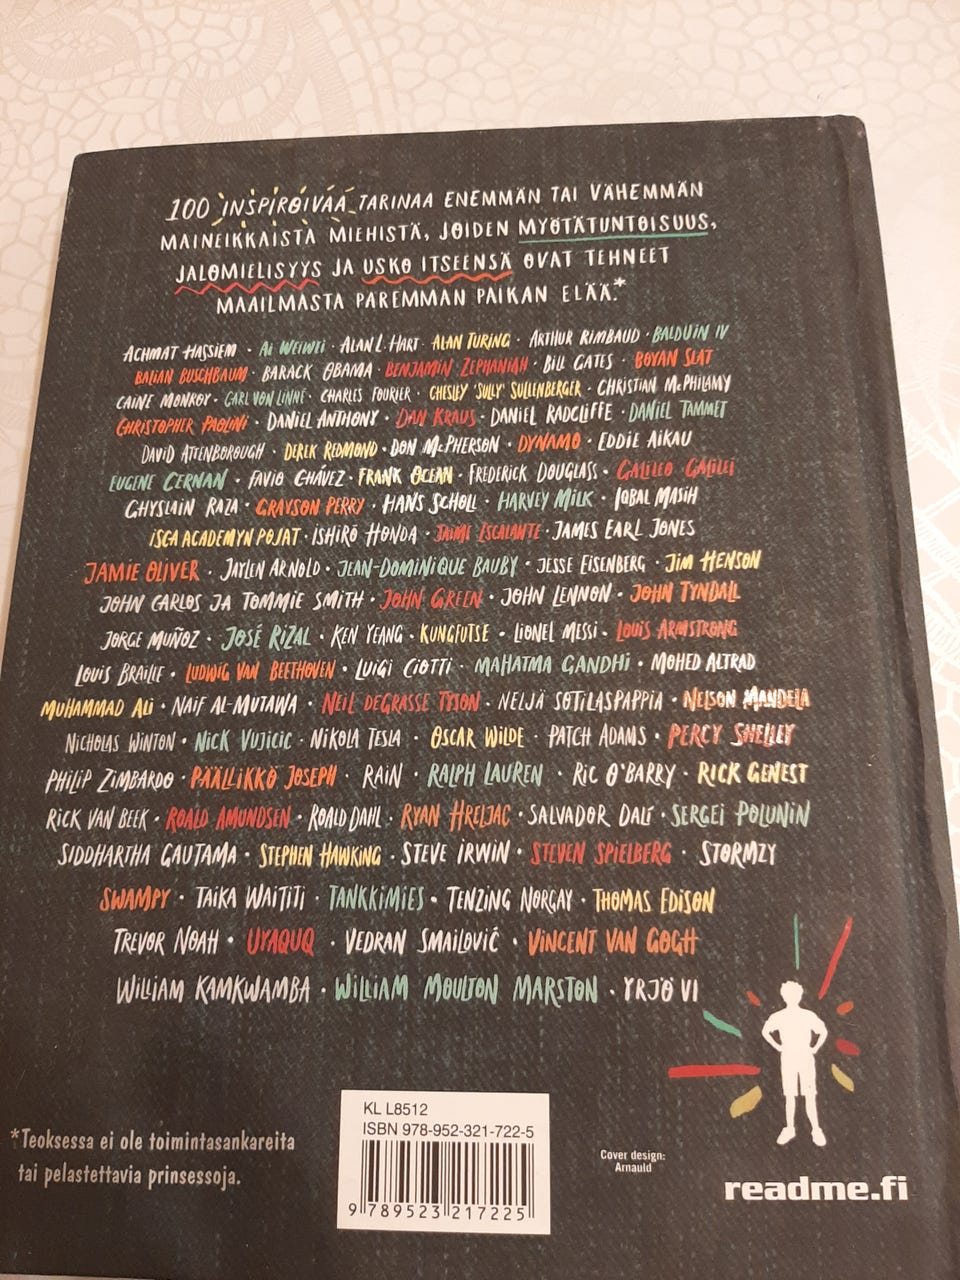 100 INSPIROIVAA TARINAA ENEMMÄN TAI VÄHEMMÄN
MAINEIKKAISTA MIEHISTÄ, JOIDEN MYÖTÄTUNTOISUUS,
JALOMIELISYYS JA USKO ITSEENSÄ OVAT TEHNEET
MAAILMASTA PAREMMAN PAIKAN ELÄÄ.*
ACHMAT HASSIEM · AI WEIWEI · ALAN L. HART · ALAN TURING · ARTHUR RIMBAUD · BALDUIN IV
BALIAN BUSCHBAUM · BARACK OBAMA · BENJAMIN ZEPHANIAH · BILL GATES · BOYAN SLAT
CAINE MONROY · CARL VON LINNÉ · CHARLES FOURIER · CHESLEY 'SULLY' SULLENBERGER · CHRISTIAN MCPHILAMY
CHRISTOPHER PAOLINI · DANIEL ANTHONY · DAN KRAUS · DANIEL RADCLIFFE · DANIEL TAMMET
DAVID ATTENBOROUGH · DEREK REDMOND · DON MCPHERSON · DYNAMO · EDDIE AIKAU
EUGENE CERNAN · FAVIO CHÁVEZ · FRANK OCEAN · FREDERICK DOUGLASS · GALILEO GALILEI
GHYSLAIN RAZA · GRAYSON PERRY · HANS SCHOLL · HARVEY MILK · IQBAL MASIH
ISCA ACADEMYN POJAT · ISHIRŌ HONDA · JAIME ESCALANTE · JAMES EARL JONES
JAMIE OLIVER · JAYLEN ARNOLD · JEAN-DOMINIQUE BAUBY · JESSE EISENBERG · JIM HENSON
JOHN CARLOS JA TOMMIE SMITH · JOHN GREEN · JOHN LENNON · JOHN TYNDALL
JORGE MUÑOZ · JOSÉ RIZAL · KEN YEANG · KUNGFUTSE · LIONEL MESSI · LOUIS ARMSTRONG
LOUIS BRAILLE · LUDWIG VAN BEETHOVEN · LUIGI CIOTTI · MAHATMA GANDHI · MOHED ALTRAD
MUHAMMAD ALI · NAIF AL-MUTAWA · NEIL DEGRASSE TYSON · NELJÄ SOTILASPAPPIA · NELSON MANDELA
NICHOLAS WINTON · NICK VUJICIC · NIKOLA TESLA · OSCAR WILDE · PATCH ADAMS · PERCY SHELLEY
PHILIP ZIMBARDO · PÄÄLLIKKÖ JOSEPH · RAIN · RALPH LAUREN · RIC O'BARRY · RICK GENEST
RICK VAN BEEK · ROALD AMUNDSEN · ROALD DAHL · RYAN HRELJAC · SALVADOR DALÍ · SERGEI POLUNIN
SIDDHARTHA GAUTAMA · STEPHEN HAWKING · STEVE IRWIN · STEVEN SPIELBERG · STORMZY
SWAMPY · TAIKA WAITITI · TANKKIMIES · TENZING NORGAY · THOMAS EDISON
TREVOR NOAH · UYAQUQ · VEDRAN SMAILOVIĆ · VINCENT VAN GOGH
WILLIAM KAMKWAMBA · WILLIAM MOULTON MARSTON · YRJÖ VI
KL L8512
ISBN 978-952-321-722-5
9 789523 217225
*Teoksessa ei ole toimintasankareita
tai pelastettavia prinsessoja.
Cover design:
Arnauld
readme.fi